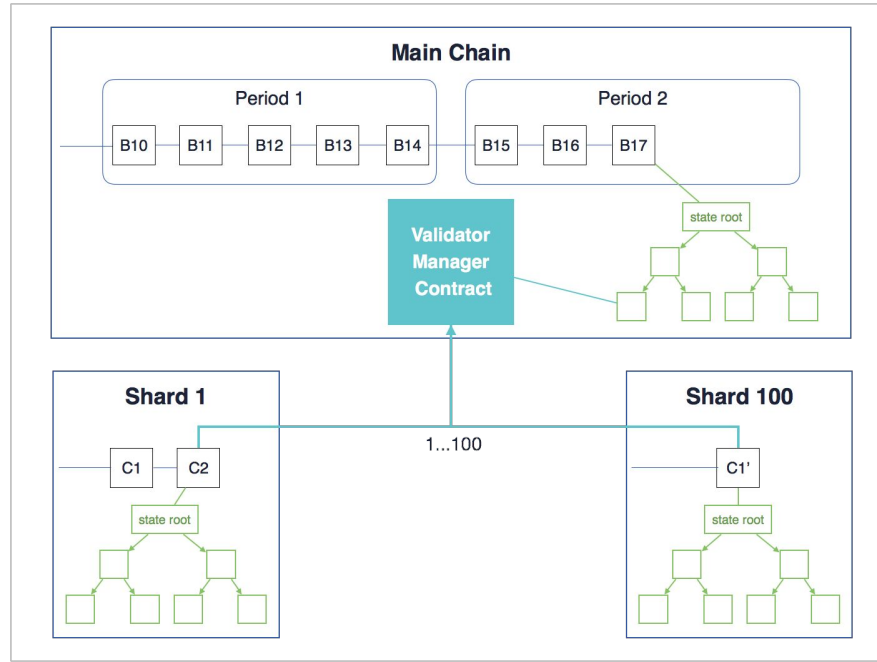 Main Chain
Period 1
Period 2
B10
B11
B12
B13
B14
B15
B16
B17
state root
Validator
Manager
Contract
Shard 1
Shard 100
1...100
C1
C2
C1'
state root
state root